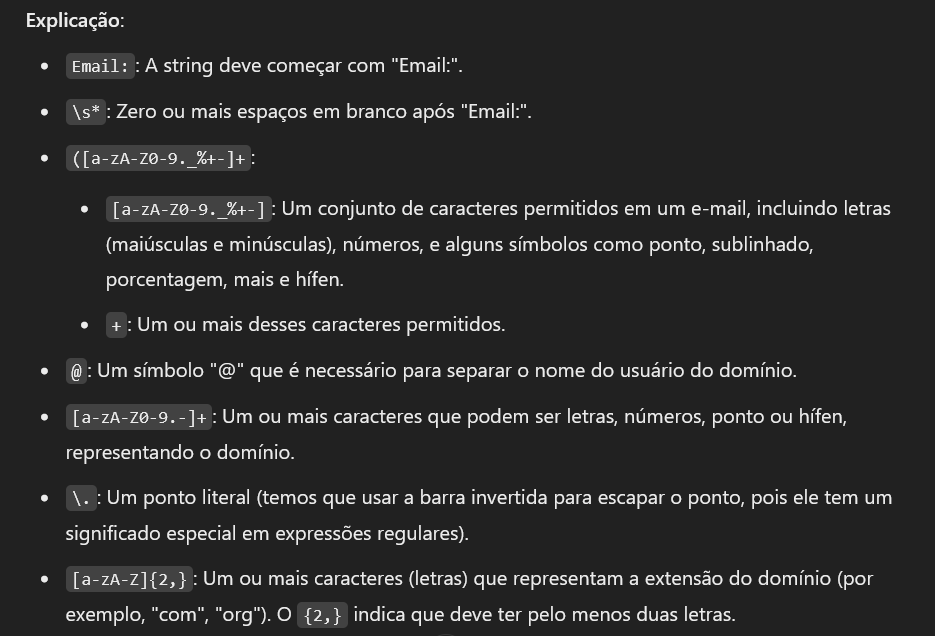 Explicação:
• Email:: A string deve começar com "Email:".
• \s*: Zero ou mais espaços em branco após "Email:".
• ([a-zA-Z0-9._%+-]+:
• [a-zA-Z0-9._%+-]: Um conjunto de caracteres permitidos em um e-mail, incluindo letras
(maiúsculas e minúsculas), números, e alguns símbolos como ponto, sublinhado,
porcentagem, mais e hífen.
• +: Um ou mais desses caracteres permitidos.
• @: Um símbolo "@" que é necessário para separar o nome do usuário do domínio.
• [a-zA-Z0-9.-]+: Um ou mais caracteres que podem ser letras, números, ponto ou hífen,
representando o domínio.
• \.: Um ponto literal (temos que usar a barra invertida para escapar o ponto, pois ele tem um
significado especial em expressões regulares).
• [a-zA-Z]{2,}: Um ou mais caracteres (letras) que representam a extensão do domínio (por
exemplo, "com", "org"). O {2,} indica que deve ter pelo menos duas letras.